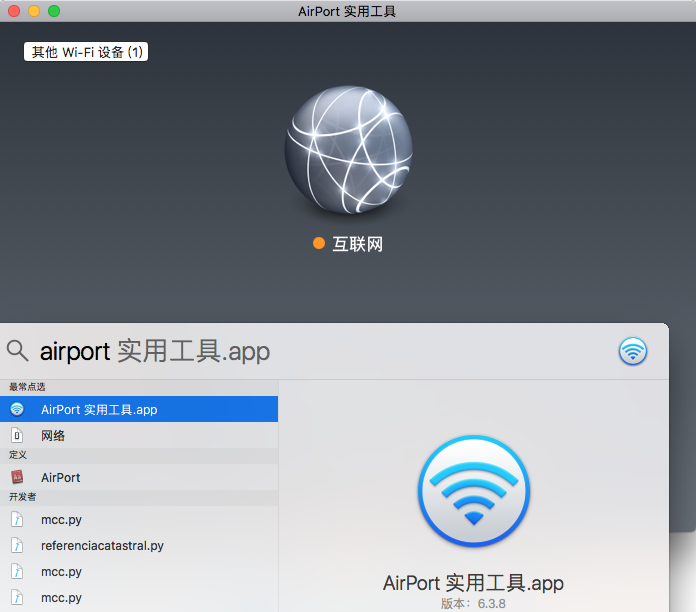 AirPort 实用工具
其他 Wi-Fi 设备 (1)
互联网
airport 实用工具.app
最常点选
AirPort 实用工具.app
网络
定义
AirPort
开发者
mcc.py
referenciacatastral.py
mcc.py
mcc.py
AirPort 实用工具.app
版本：6.3.8